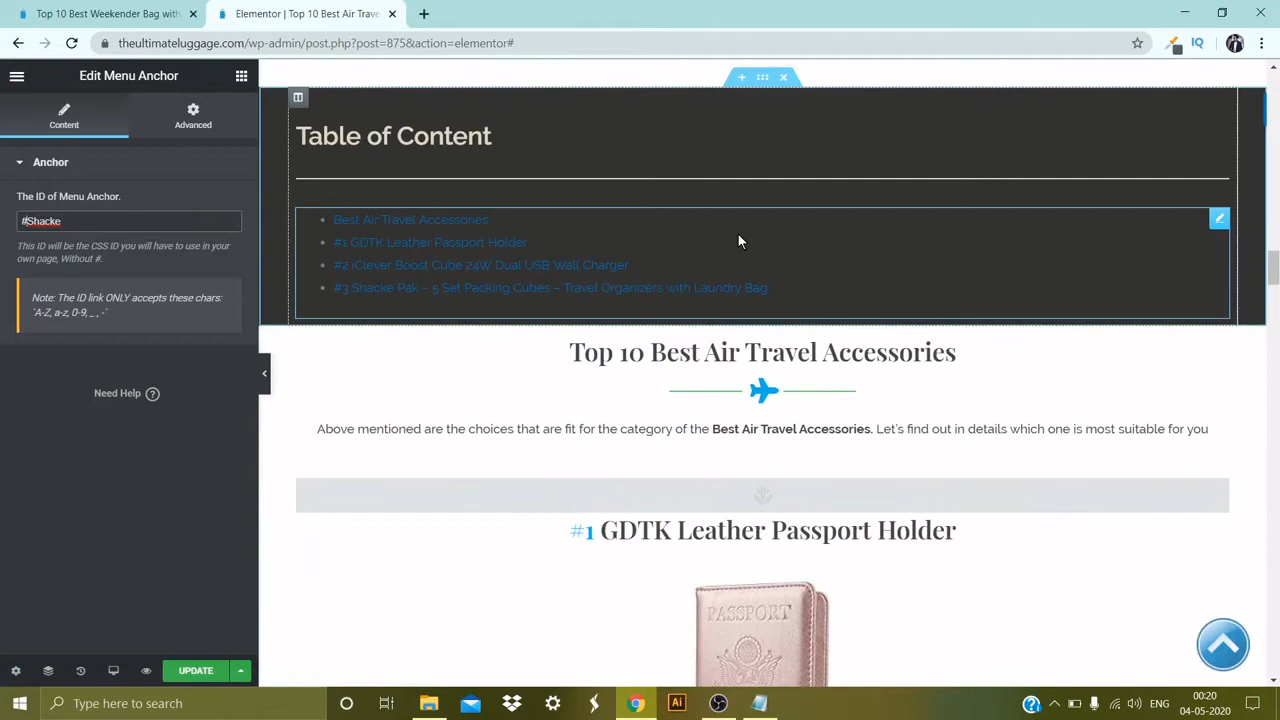 Top 10 Best Weekender Bag with
Elementor | Top 10 Best Air Trave
theultimateluggage.com/wp-admin/post.php?post=875&action=elementor#
IQ
Edit Menu Anchor
Content
Advanced
Anchor
The ID of Menu Anchor.
#Shacke
This ID will be the CSS ID you will have to use in your
own page, Without #.
Note: The ID link ONLY accepts these chars:
`A-Z, a-z, 0-9, _ , -`
Need Help ?
UPDATE
Table of Content
Best Air Travel Accessories
#1 GDTK Leather Passport Holder
#2 iClever Boost Cube 24W Dual USB Wall Charger
#3 Shacke Pak – 5 Set Packing Cubes – Travel Organizers with Laundry Bag
Top 10 Best Air Travel Accessories
Above mentioned are the choices that are fit for the category of the Best Air Travel Accessories. Let's find out in details which one is most suitable for you
#1 GDTK Leather Passport Holder
PASSPORT
Type here to search
Ai
ENG
00:20
04-05-2020